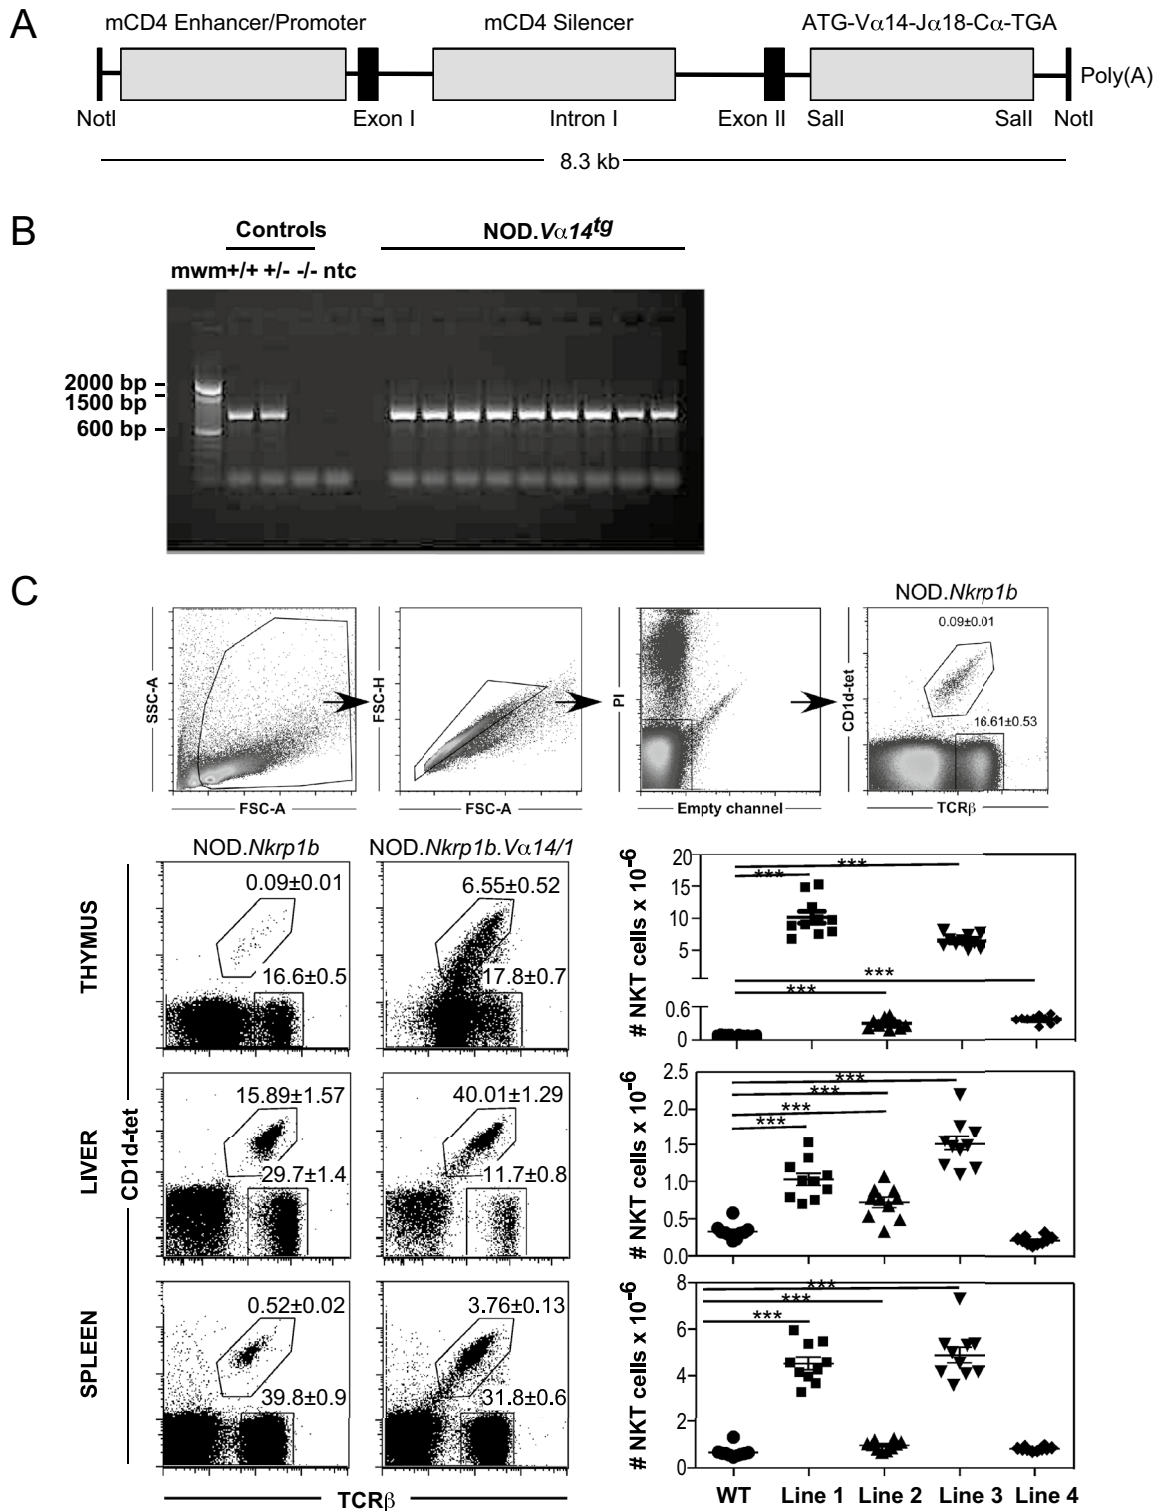 A
mCD4 Enhancer/Promoter mCD4 Silencer ATG-Vα14-Jα18-Cα-TGA
Poly(A)
NotI Exon I Intron I Exon II SalI SalI NotI
8.3 kb
B
Controls NOD.Vα14tg
mwm +/+ +/- -/- ntc
2000 bp
1500 bp
600 bp
C
NOD.Nkrp1b
SSC-A
FSC-A
FSC-H
FSC-A
PI
Empty channel
CD1d-tet
0.09±0.01
16.61±0.53
TCRβ
NOD.Nkrp1b NOD.Nkrp1b.Vα14/1
THYMUS
0.09±0.01
16.6±0.5
6.55±0.52
17.8±0.7
# NKT cells x 10-6
20
15
10
5
0.6
0
***
***
***
***
LIVER
CD1d-tet
15.89±1.57
29.7±1.4
40.01±1.29
11.7±0.8
# NKT cells x 10-6
2.5
2.0
1.5
1.0
0.5
0.0
***
***
***
***
SPLEEN
0.52±0.02
39.8±0.9
3.76±0.13
31.8±0.6
# NKT cells x 10-6
8
6
4
2
0
***
***
***
TCRβ
WT Line 1 Line 2 Line 3 Line 4